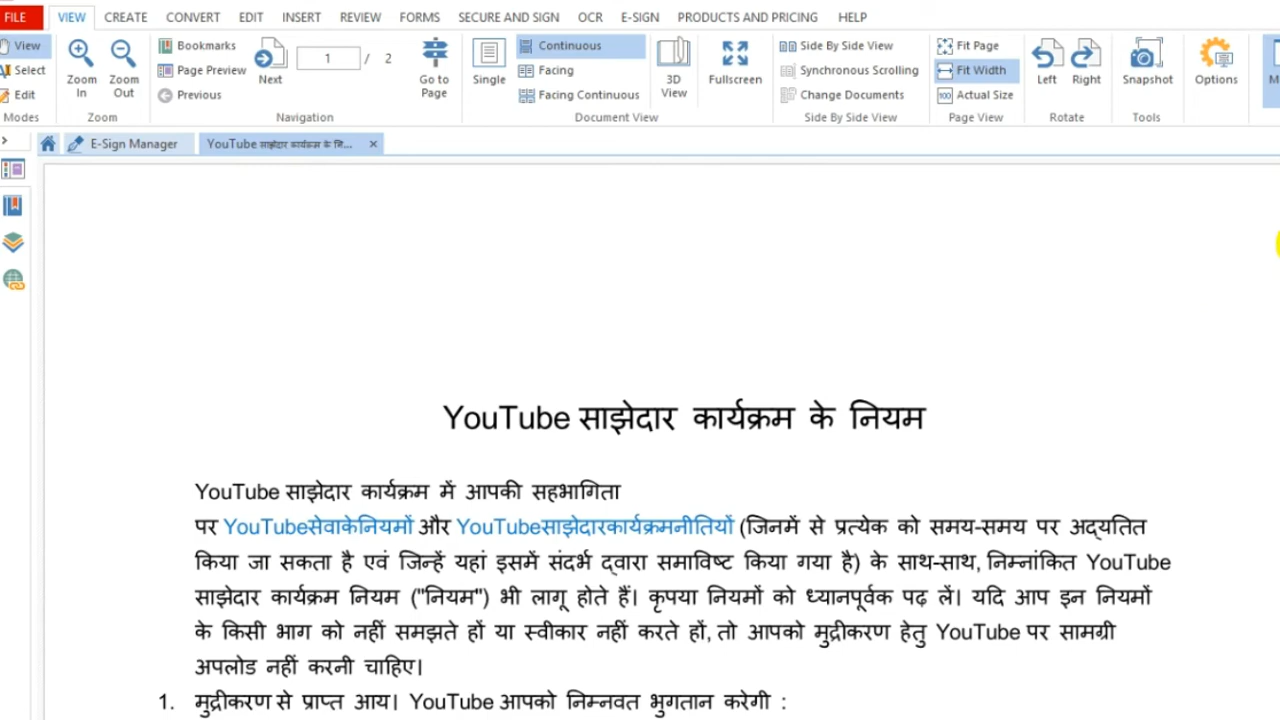 FILE VIEW CREATE CONVERT EDIT INSERT REVIEW FORMS SECURE AND SIGN OCR E-SIGN PRODUCTS AND PRICING HELP
View
Select
Edit
Modes
Zoom In
Zoom Out
Zoom
Bookmarks
Page Preview
Previous
Next
1 / 2
Go to Page
Navigation
Single
Continuous
Facing
Facing Continuous
3D View
Fullscreen
Document View
Side By Side View
Synchronous Scrolling
Change Documents
Side By Side View
Fit Page
Fit Width
100 Actual Size
Page View
Left
Right
Rotate
Snapshot
Tools
Options
E-Sign Manager
YouTube साझेदार कार्यक्रम के नि...
YouTube साझेदार कार्यक्रम के नियम
YouTube साझेदार कार्यक्रम में आपकी सहभागिता
पर YouTubeसेवाकेनियमों और YouTubeसाझेदारकार्यक्रमनीतियों (जिनमें से प्रत्येक को समय-समय पर अद्यतित
किया जा सकता है एवं जिन्हें यहां इसमें संदर्भ द्वारा समाविष्ट किया गया है) के साथ-साथ, निम्नांकित YouTube
साझेदार कार्यक्रम नियम ("नियम") भी लागू होते हैं। कृपया नियमों को ध्यानपूर्वक पढ़ लें। यदि आप इन नियमों
के किसी भाग को नहीं समझते हों या स्वीकार नहीं करते हों, तो आपको मुद्रीकरण हेतु YouTube पर सामग्री
अपलोड नहीं करनी चाहिए।
1. मुद्रीकरण से प्राप्त आय। YouTube आपको निम्नवत भुगतान करेगी :